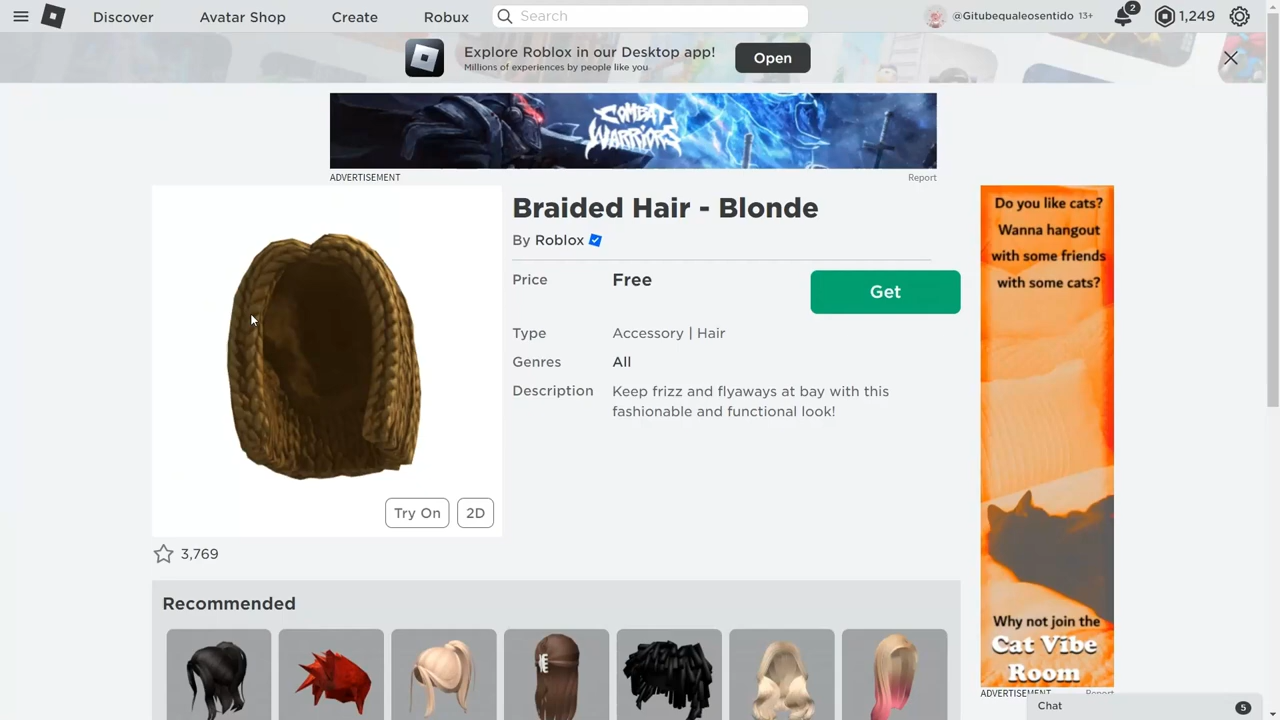 Discover
Avatar Shop
Create
Robux
Search
@Gitubequaleosentido 13+
2
1,249
Explore Roblox in our Desktop app!
Millions of experiences by people like you
Open
COMBAT
WARRIORS
ADVERTISEMENT
Report
Braided Hair - Blonde
By Roblox
Price
Free
Get
Type
Accessory | Hair
Genres
All
Description
Keep frizz and flyaways at bay with this
fashionable and functional look!
Try On
2D
3,769
Recommended
Do you like cats?
Wanna hangout
with some friends
with some cats?
Why not join the
Cat Vibe
Room
ADVERTISEMENT
Report
Chat
5